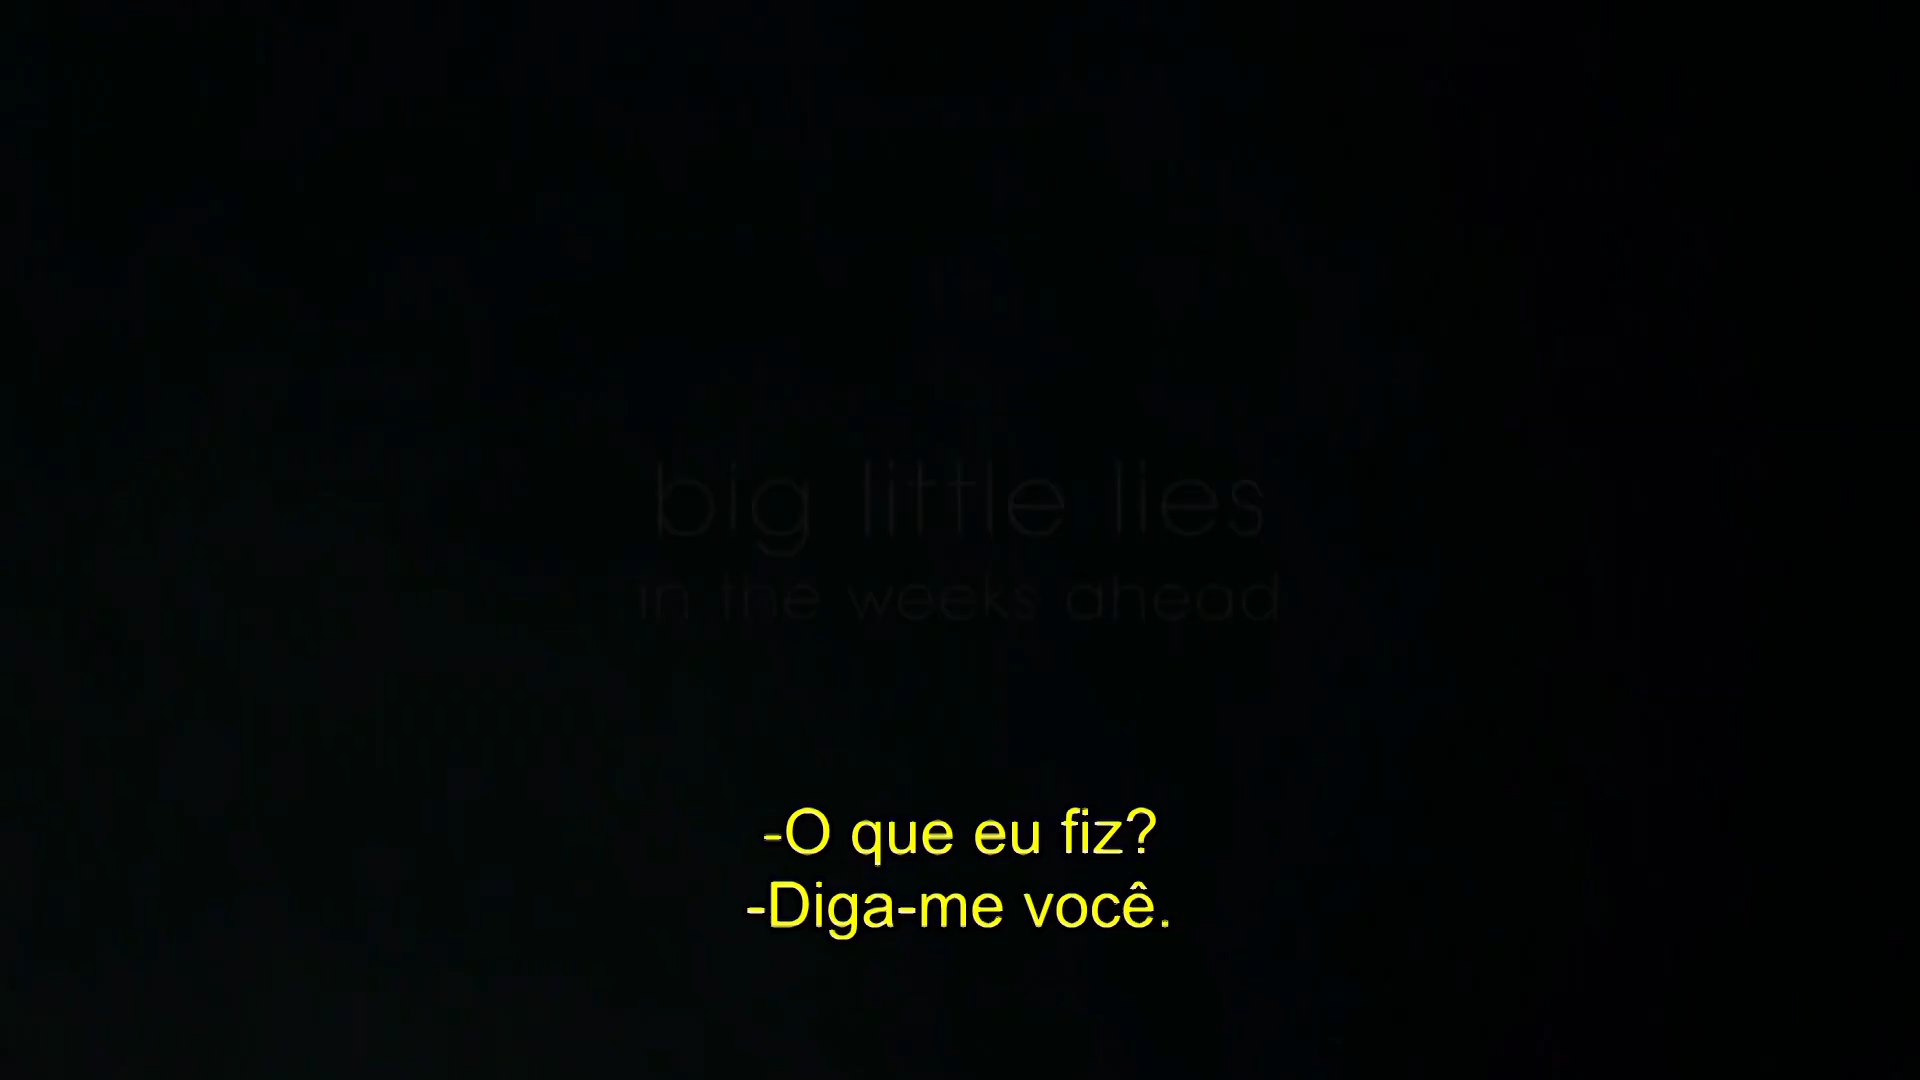 big little lies
in the weeks ahead
-O que eu fiz?
-Diga-me você.